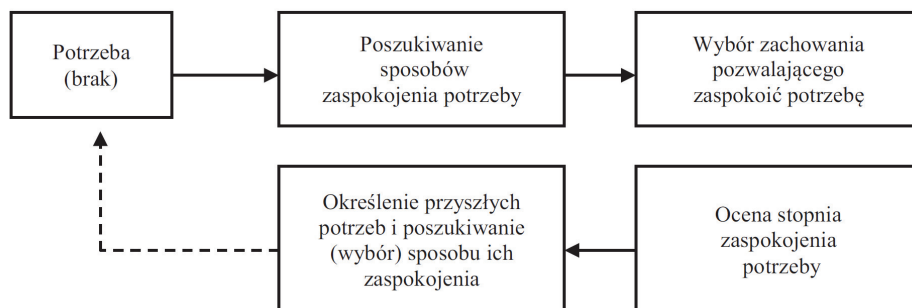 Potrzeba
(brak)
Poszukiwanie
sposobów
zaspokojenia potrzeby
Wybór zachowania
pozwalającego
zaspokoić potrzebę
Określenie przyszłych
potrzeb i poszukiwanie
(wybór) sposobu ich
zaspokojenia
Ocena stopnia
zaspokojenia
potrzeby